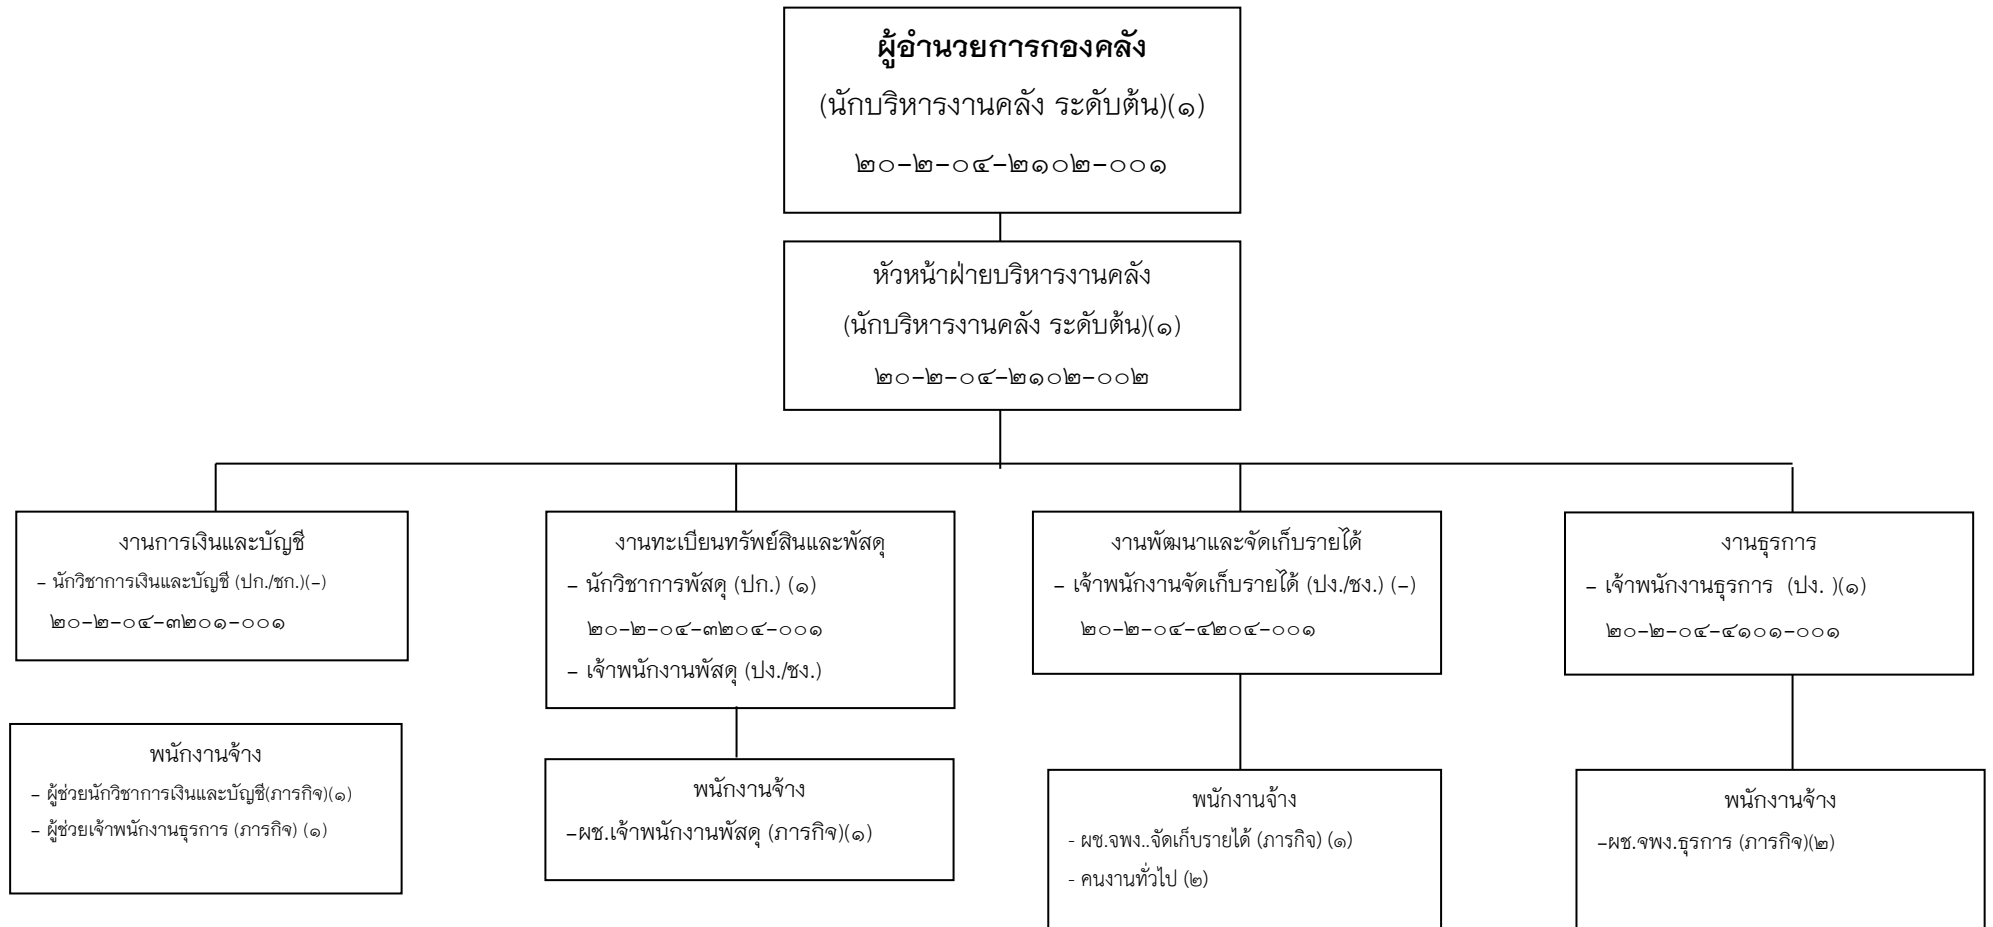 ผู้อำนวยการกองคลัง
(นักบริหารงานคลัง ระดับต้น)(๑)
๒๐-๒-๐๔-๒๑๐๒-๐๐๑
หัวหน้าฝ่ายบริหารงานคลัง
(นักบริหารงานคลัง ระดับต้น)(๑)
๒๐-๒-๐๔-๒๑๐๒-๐๐๒
งานการเงินและบัญชี
- นักวิชาการเงินและบัญชี (ปก./ชก.)(-)
๒๐-๒-๐๔-๓๒๐๑-๐๐๑
งานทะเบียนทรัพย์สินและพัสดุ
- นักวิชาการพัสดุ (ปก.) (๑)
๒๐-๒-๐๔-๓๒๐๔-๐๐๑
- เจ้าพนักงานพัสดุ (ปง./ชง.)
งานพัฒนาและจัดเก็บรายได้
- เจ้าพนักงานจัดเก็บรายได้ (ปง./ชง.) (-)
๒๐-๒-๐๔-๔๒๐๔-๐๐๑
งานธุรการ
- เจ้าพนักงานธุรการ (ปง. )(๑)
๒๐-๒-๐๔-๔๑๐๑-๐๐๑
พนักงานจ้าง
- ผู้ช่วยนักวิชาการเงินและบัญชี(ภารกิจ)(๑)
- ผู้ช่วยเจ้าพนักงานธุรการ (ภารกิจ) (๑)
พนักงานจ้าง
-ผช.เจ้าพนักงานพัสดุ (ภารกิจ)(๑)
พนักงานจ้าง
- ผช.จพง..จัดเก็บรายได้ (ภารกิจ) (๑)
- คนงานทั่วไป (๒)
พนักงานจ้าง
-ผช.จพง.ธุรการ (ภารกิจ)(๒)